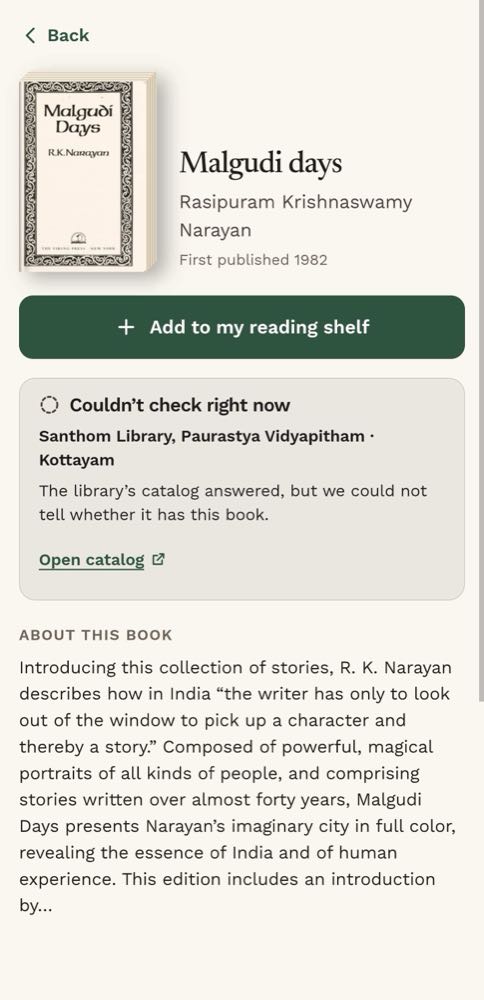 Back
Malgudi
Days
R.K.Narayan
THE VIKING PRESS NEW YORK
Malgudi days
Rasipuram Krishnaswamy
Narayan
First published 1982
+ Add to my reading shelf
Couldn’t check right now
Santhom Library, Paurastya Vidyapitham ·
Kottayam
The library’s catalog answered, but we could not
tell whether it has this book.
Open catalog
ABOUT THIS BOOK
Introducing this collection of stories, R. K. Narayan
describes how in India “the writer has only to look
out of the window to pick up a character and
thereby a story.” Composed of powerful, magical
portraits of all kinds of people, and comprising
stories written over almost forty years, Malgudi
Days presents Narayan’s imaginary city in full color,
revealing the essence of India and of human
experience. This edition includes an introduction
by…